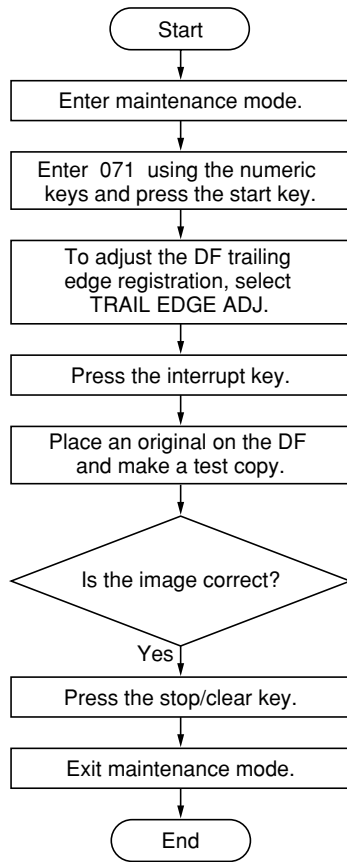 Start
Enter maintenance mode.
Enter 071 using the numeric
keys and press the start key.
To adjust the DF trailing
edge registration, select
TRAIL EDGE ADJ.
Press the interrupt key.
Place an original on the DF
and make a test copy.
Is the image correct?
Yes
Press the stop/clear key.
Exit maintenance mode.
End